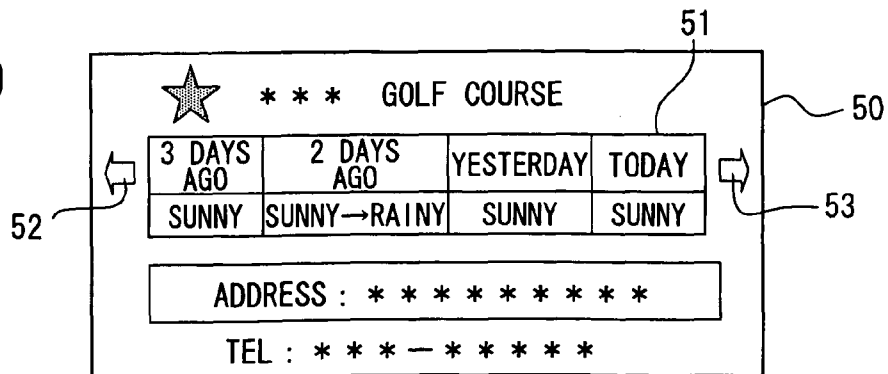 51
50
* * * GOLF COURSE
3 DAYS AGO 2 DAYS AGO YESTERDAY TODAY
SUNNY SUNNY→RAINY SUNNY SUNNY
52
53
ADDRESS : * * * * * * * * *
TEL : * * * — * * * * *